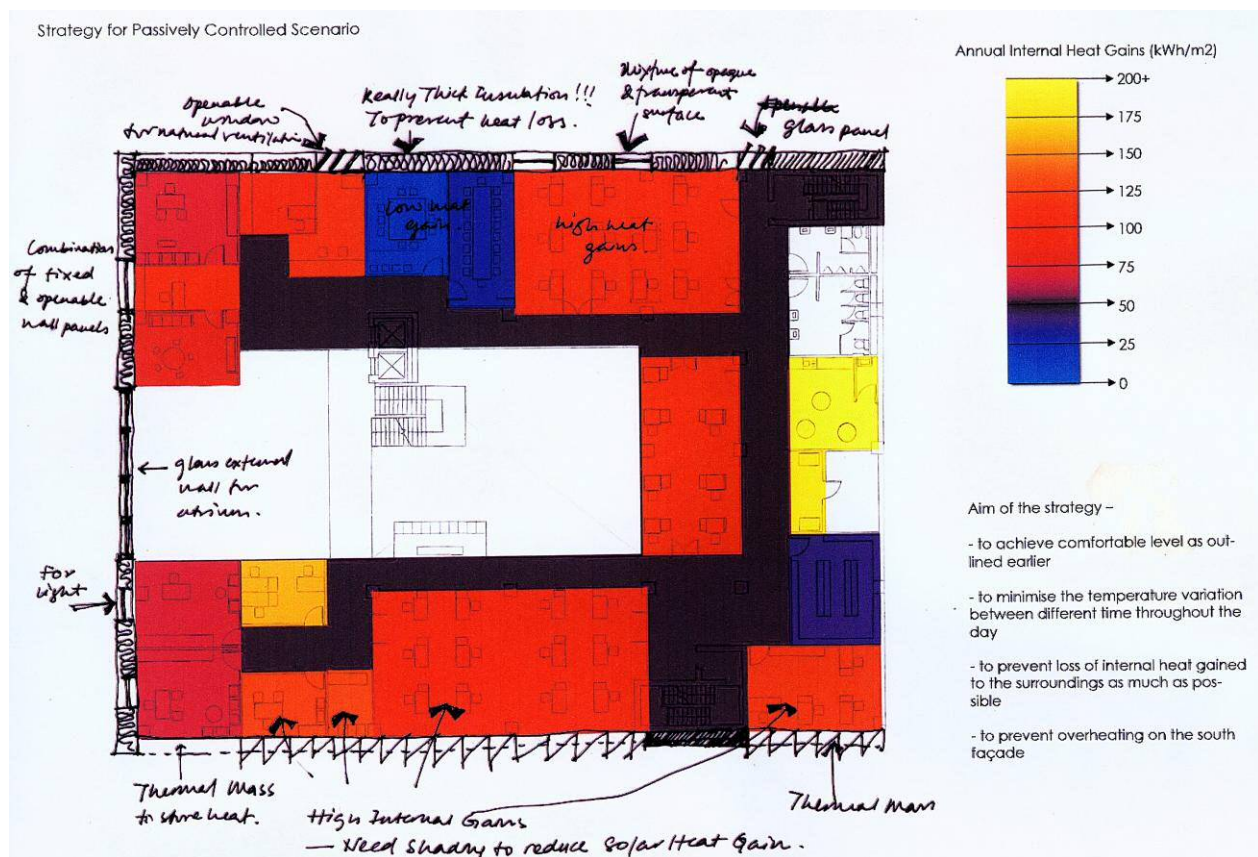 Strategy for Passively Controlled Scenario
openable
window
for natural ventilation
Really Thick Insulation!!!
To prevent heat loss.
Mixture of opaque
& transparent
surface
glass panel
Annual Internal Heat Gains (kWh/m2)
200+
175
150
125
100
75
50
25
0
low heat
gain.
high heat
gains
Combination
of fixed
& openable
wall panels
glass external
wall for
atrium.
For
light
Aim of the strategy –
- to achieve comfortable level as out-
lined earlier
- to minimise the temperature variation
between different time throughout the
day
- to prevent loss of internal heat gained
to the surroundings as much as pos-
sible
- to prevent overheating on the south
façade
Thermal Mass
to store heat.
High Internal Gains
— Need Shading to reduce Solar Heat Gain.
Thermal Mass